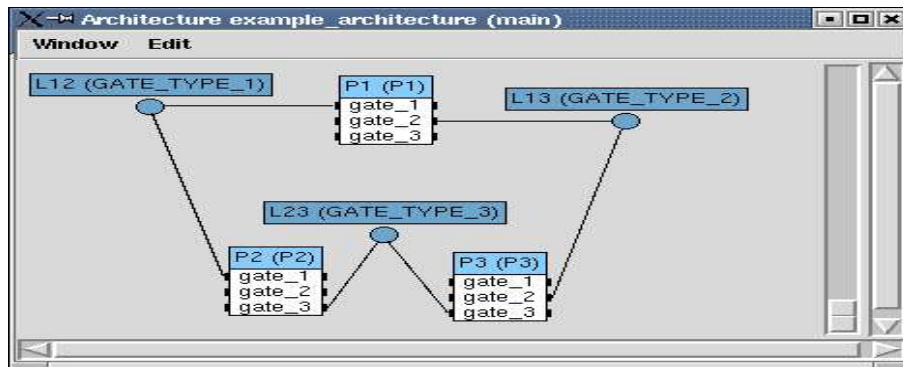 Architecture example_architecture (main)
Window Edit
L12 (GATE_TYPE_1)
P1 (P1)
gate_1
gate_2
gate_3
L13 (GATE_TYPE_2)
L23 (GATE_TYPE_3)
P2 (P2)
gate_1
gate_2
gate_3
P3 (P3)
gate_1
gate_2
gate_3